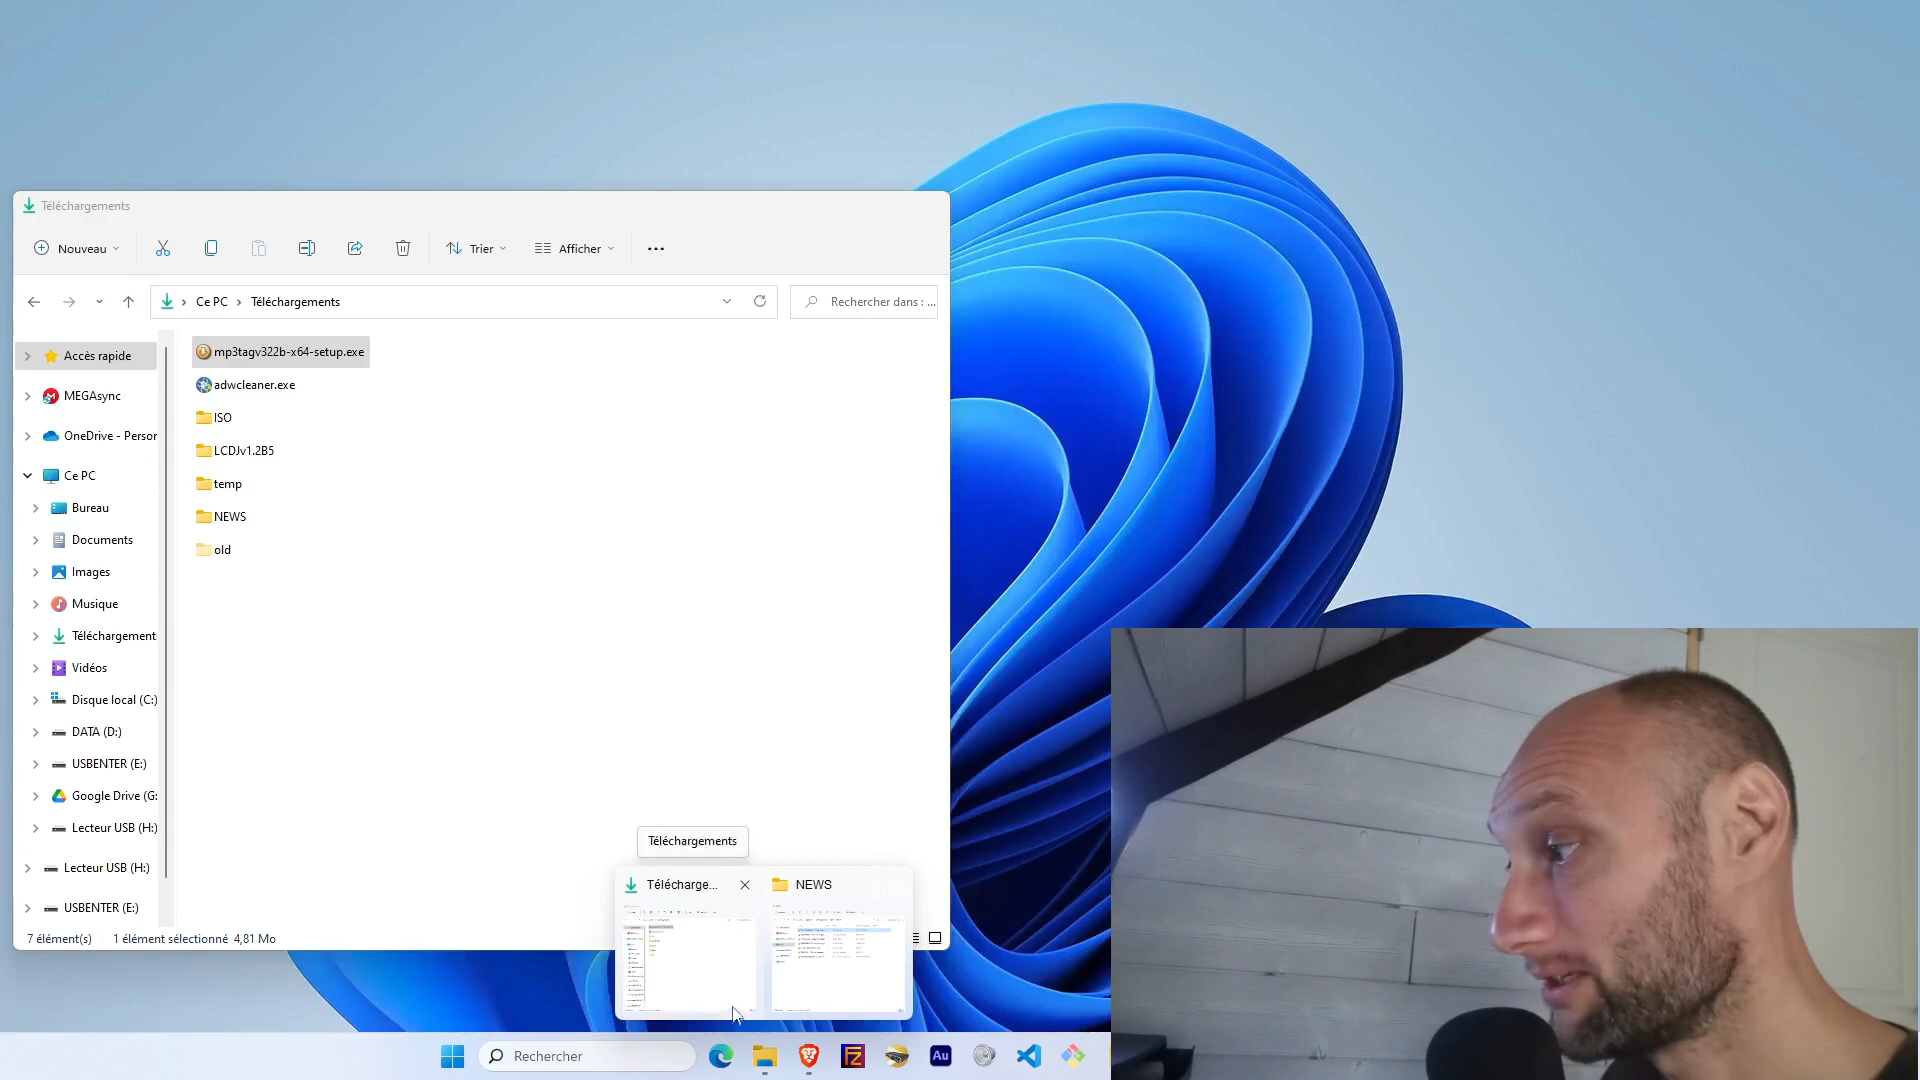 Téléchargements
Nouveau
Trier
Afficher
Ce PC
Téléchargements
Rechercher dans : ...
Accès rapide
MEGAsync
OneDrive - Person
Ce PC
Bureau
Documents
Images
Musique
Téléchargement
Vidéos
Disque local (C:)
DATA (D:)
USBENTER (E:)
Google Drive (G:
Lecteur USB (H:)
Lecteur USB (H:)
USBENTER (E:)
mp3tagv322b-x64-setup.exe
adwcleaner.exe
ISO
LCDJv1.2B5
temp
NEWS
old
7 élément(s)
1 élément sélectionné 4,81 Mo
Téléchargements
Télécharge...
NEWS
Rechercher
Au